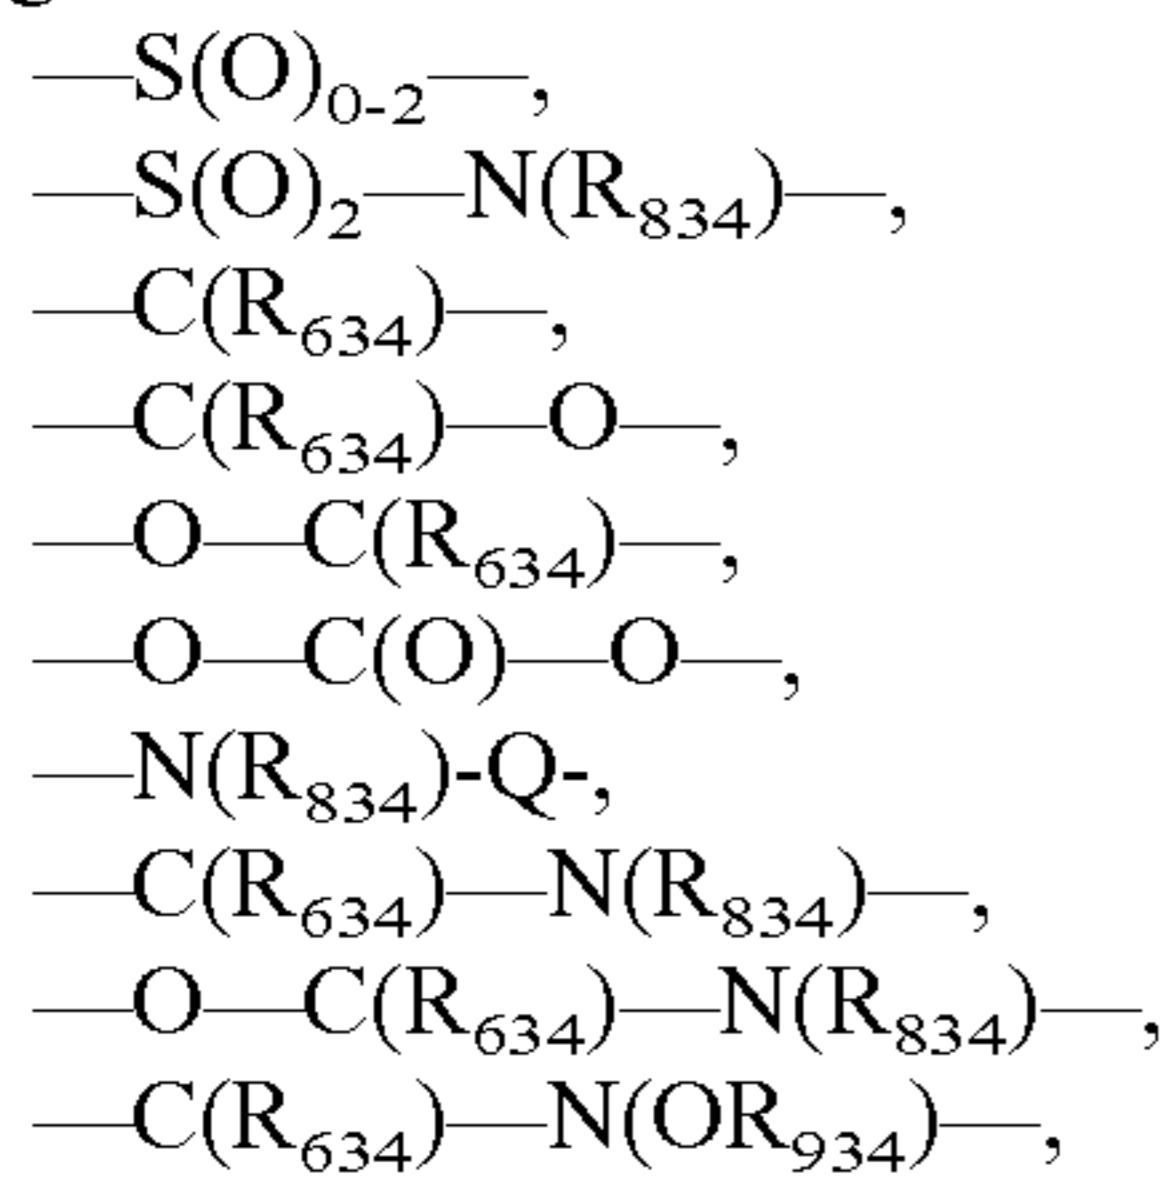 —S(O)₀₋₂—,
—S(O)₂—N(R₈₃₄)—,
—C(R₆₃₄)—,
—C(R₆₃₄)—O—,
—O—C(R₆₃₄)—,
—O—C(O)—O—,
—N(R₈₃₄)-Q-,
—C(R₆₃₄)—N(R₈₃₄)—,
—O—C(R₆₃₄)—N(R₈₃₄)—,
—C(R₆₃₄)—N(OR₉₃₄)—,